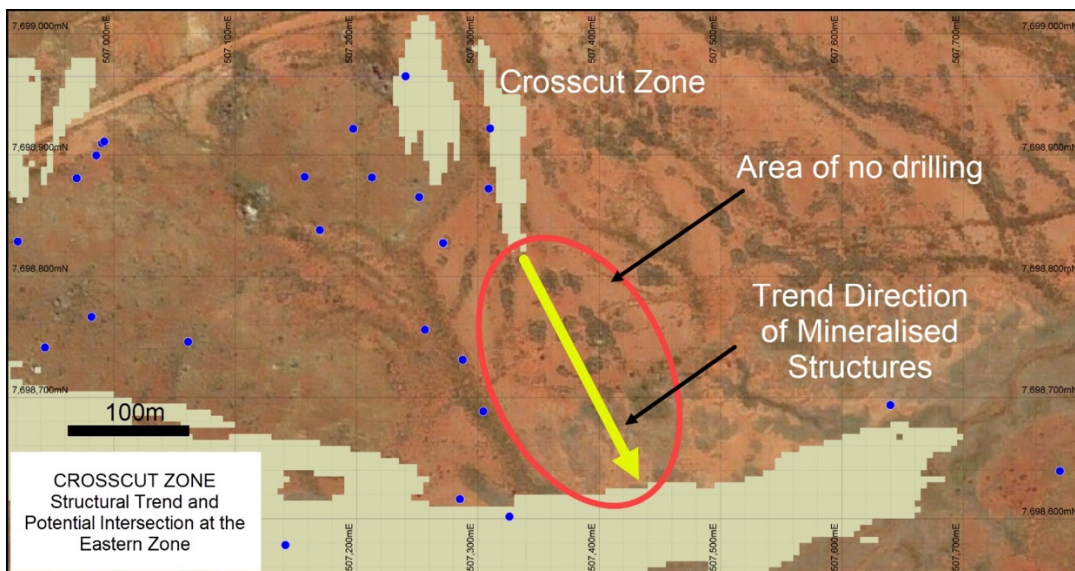 7,699,000mN
507,000mE
507,100mE
507,200mE
507,300mE
507,400mE
507,500mE
507,600mE
507,700mE
7,699,000mN
Crosscut Zone
7,698,900mN
7,698,900mN
Area of no drilling
7,698,800mN
7,698,800mN
Trend Direction
of Mineralised
Structures
7,698,700mN
7,698,700mN
100m
CROSSCUT ZONE
Structural Trend and
Potential Intersection at the
Eastern Zone
7,698,600mN
507,200mE
507,300mE
507,400mE
507,500mE
507,600mE
507,700mE